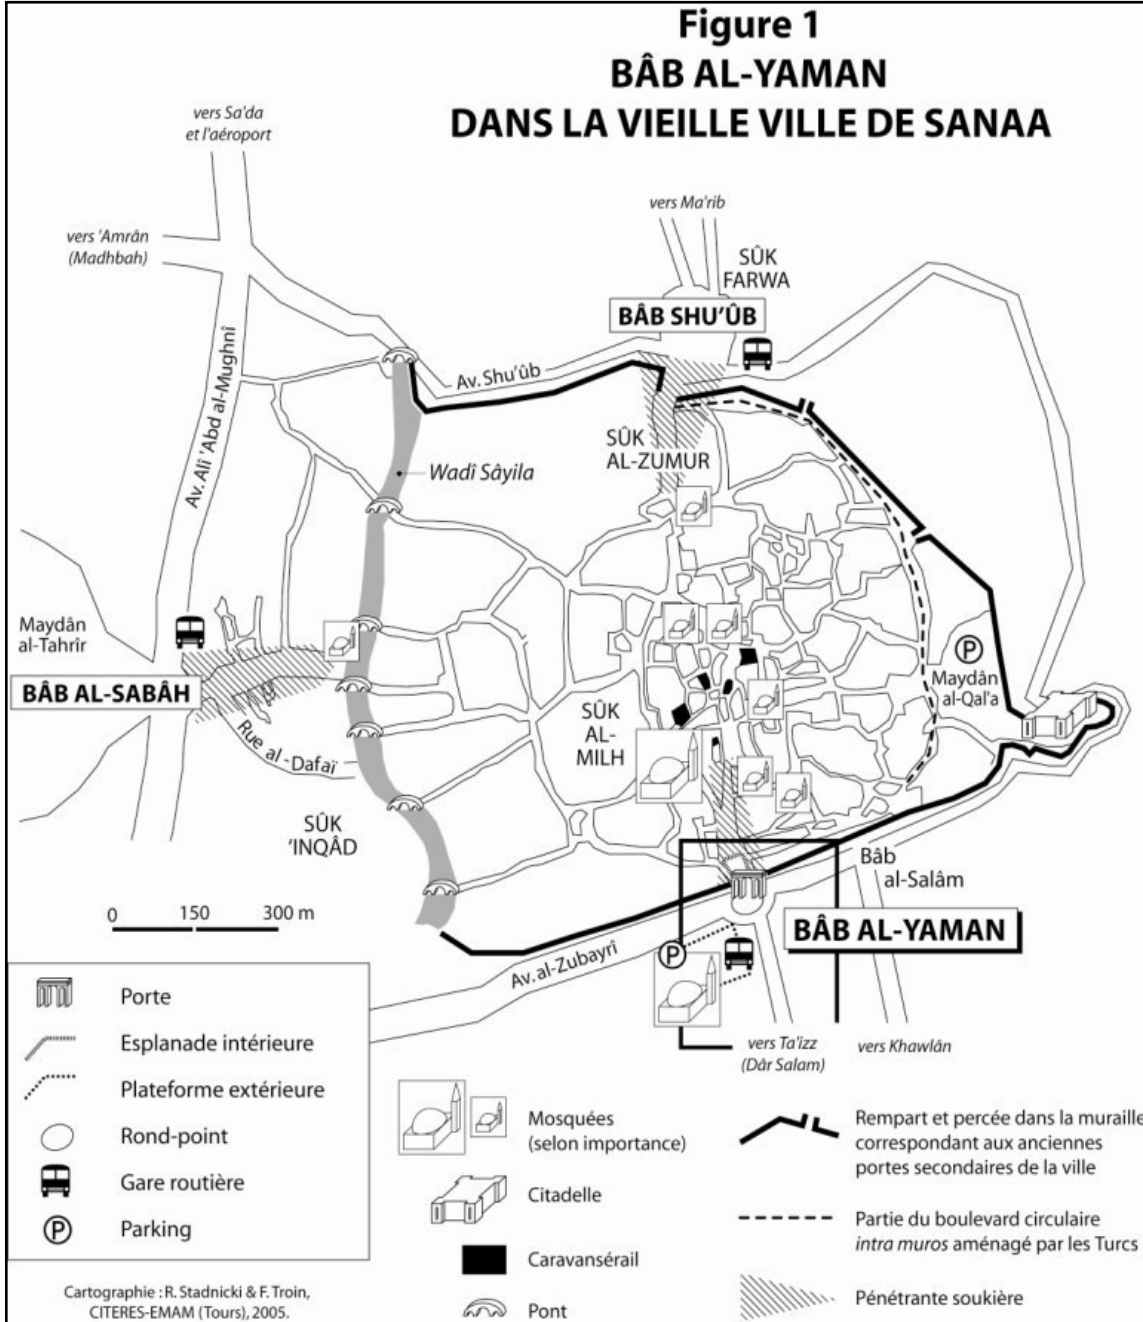 Figure 1
BÂB AL-YAMAN
DANS LA VIEILLE VILLE DE SANAA
vers Sa'da
et l'aéroport
vers 'Amrân
(Madhbah)
vers Ma'rib
SÛK
FARWA
BÂB SHU'ÛB
Av. Alî 'Abd al-Mughnî
Av. Shu'ûb
SÛK
AL-ZUMUR
Wadî Sâyila
Maydân
al-Tahrîr
BÂB AL-SABÂH
Rue al-Dafaï
P
Maydân
al-Qal'a
SÛK
AL-
MILH
SÛK
'INQÂD
Bâb
al-Salâm
0 150 300 m
BÂB AL-YAMAN
Av. al-Zubayrî
P
vers Ta'izz
(Dâr Salam)
vers Khawlân
Porte
Esplanade intérieure
Plateforme extérieure
Rond-point
Gare routière
P Parking
Mosquées
(selon importance)
Citadelle
Caravansérail
Pont
Rempart et percée dans la muraille
correspondant aux anciennes
portes secondaires de la ville
Partie du boulevard circulaire
intra muros aménagé par les Turcs
Pénétrante soukière
Cartographie : R. Stadnicki & F. Troin,
CITERES-EMAM (Tours), 2005.